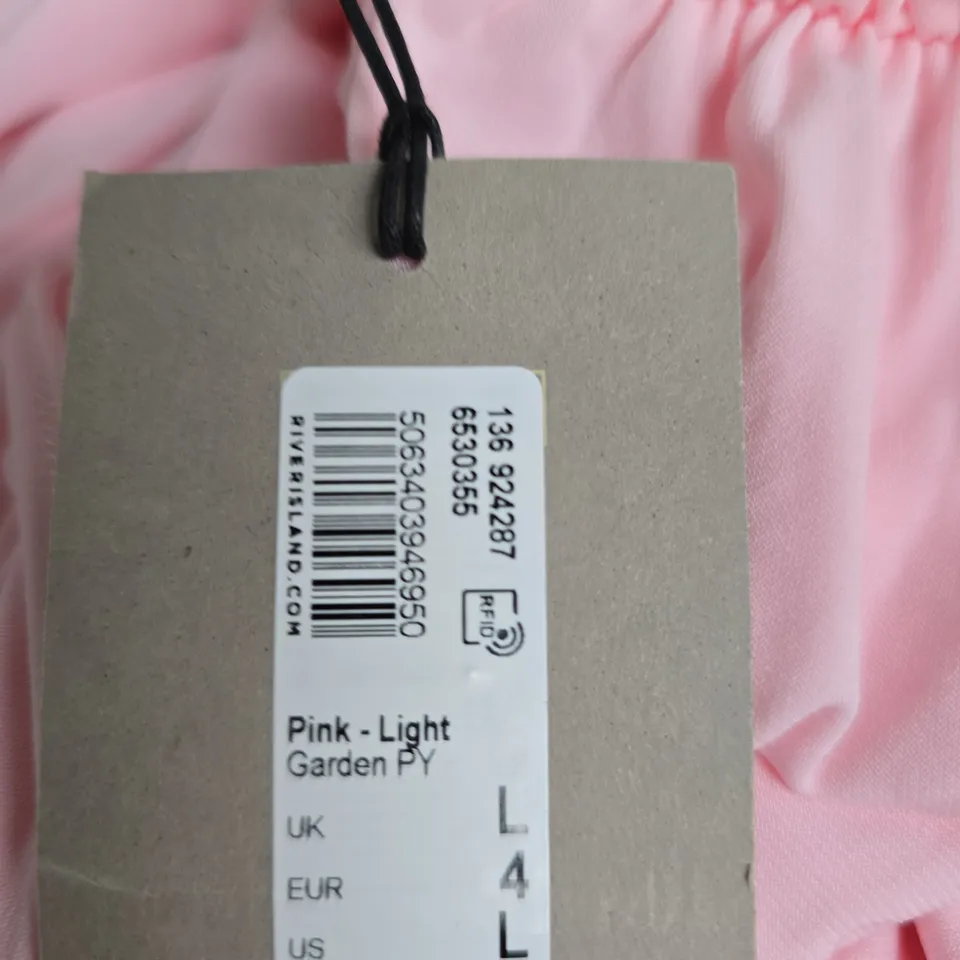 136 924287
6530355
5063403946950
RIVERISLAND.COM
RFID
Pink - Light
Garden PY
UK L
EUR 4
US L